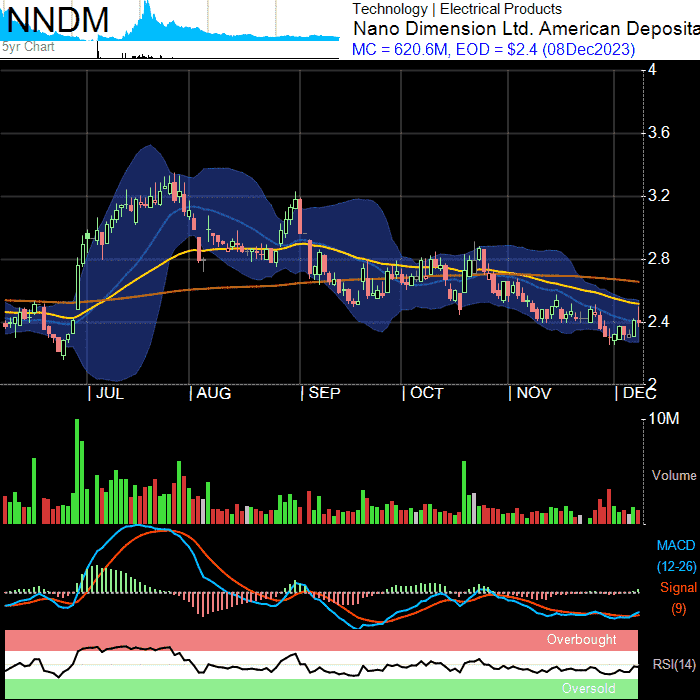 NNDM
5yr Chart
Technology | Electrical Products
Nano Dimension Ltd. American Deposita
MC = 620.6M, EOD = $2.4 (08Dec2023)
4
3.6
3.2
2.8
2.4
2
| JUL | AUG | SEP | OCT | NOV | DEC
10M
Volume
MACD
(12-26)
Signal
(9)
Overbought
RSI(14)
Oversold